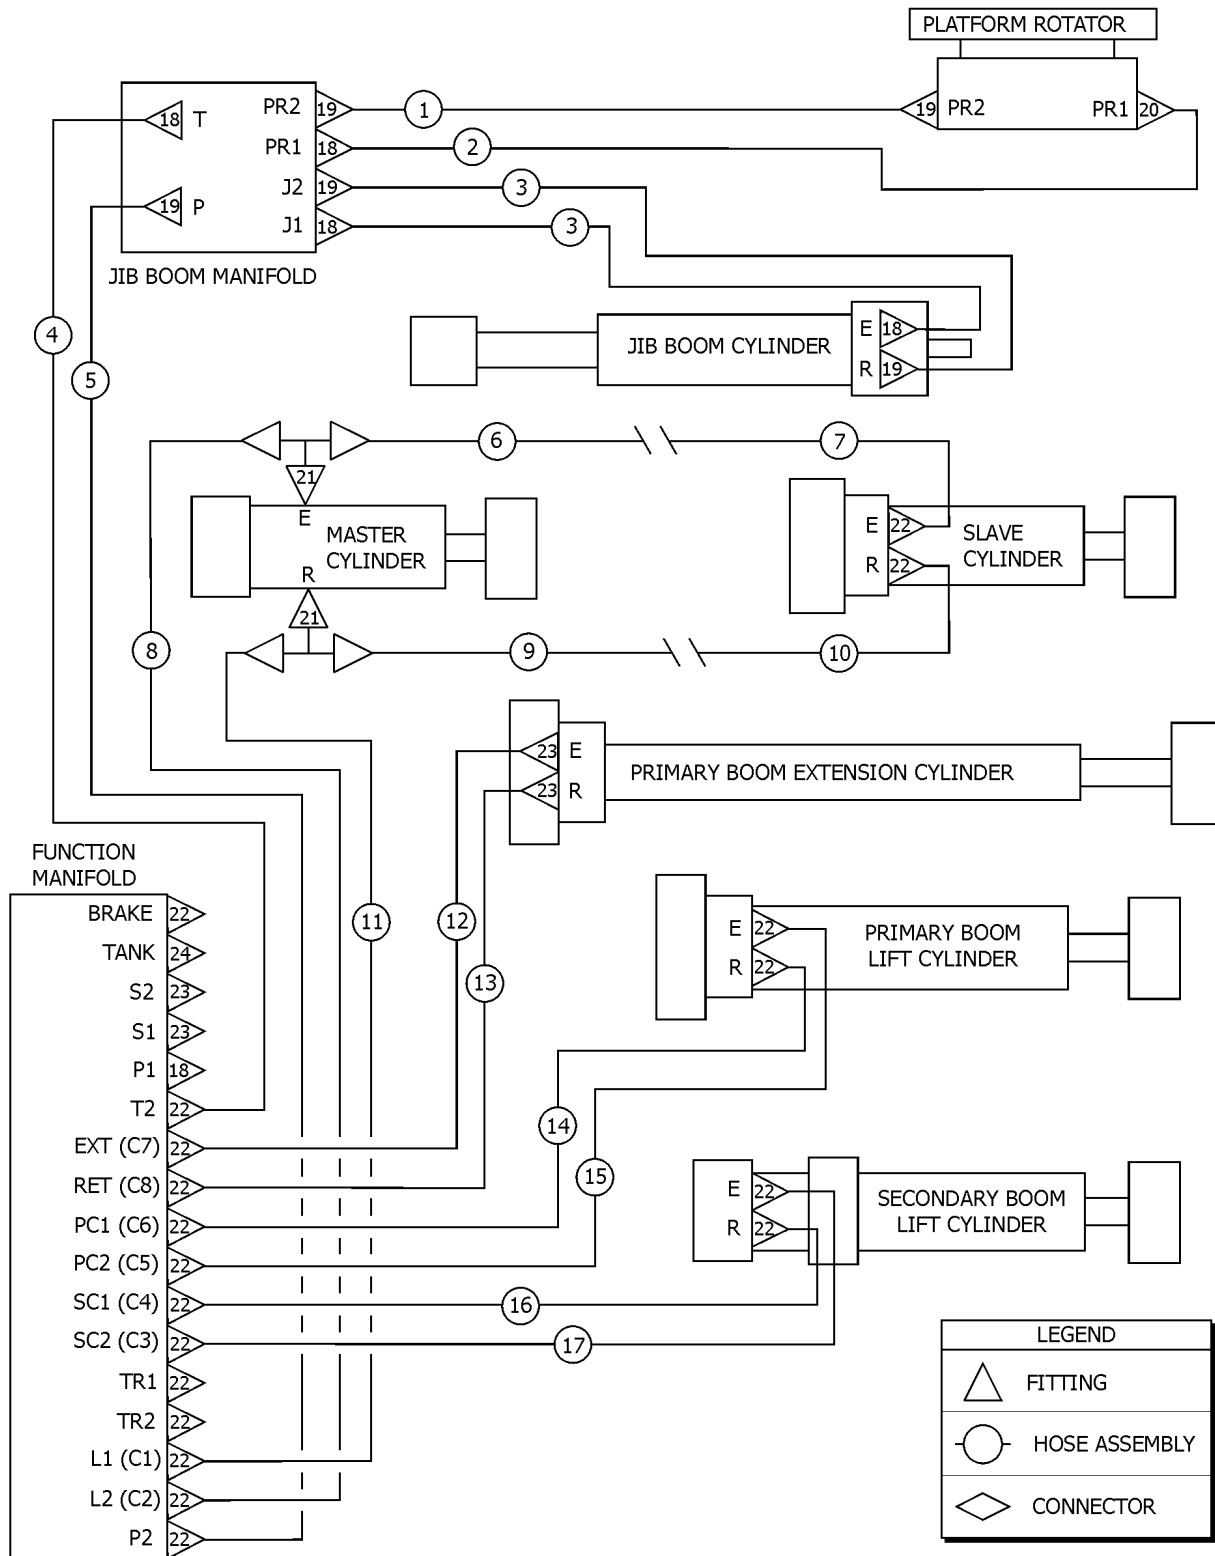 PLATFORM ROTATOR
18 T
PR2 19
1
19 PR2
PR1 20
PR1 18
2
J2 19
3
19 P
J1 18
3
JIB BOOM MANIFOLD
4
5
JIB BOOM CYLINDER
E 18
R 19
6
7
21
E
MASTER
CYLINDER
R
21
E 22
R 22
SLAVE
CYLINDER
8
9
10
23 E
23 R
PRIMARY BOOM EXTENSION CYLINDER
FUNCTION
MANIFOLD
11
12
13
E 22
R 22
PRIMARY BOOM
LIFT CYLINDER
BRAKE 22
TANK 24
S2 23
S1 23
P1 18
T2 22
EXT (C7) 22
RET (C8) 22
PC1 (C6) 22
PC2 (C5) 22
SC1 (C4) 22
SC2 (C3) 22
TR1 22
TR2 22
L1 (C1) 22
L2 (C2) 22
P2 22
14
15
E 22
R 22
SECONDARY BOOM
LIFT CYLINDER
16
17
LEGEND
FITTING
HOSE ASSEMBLY
CONNECTOR